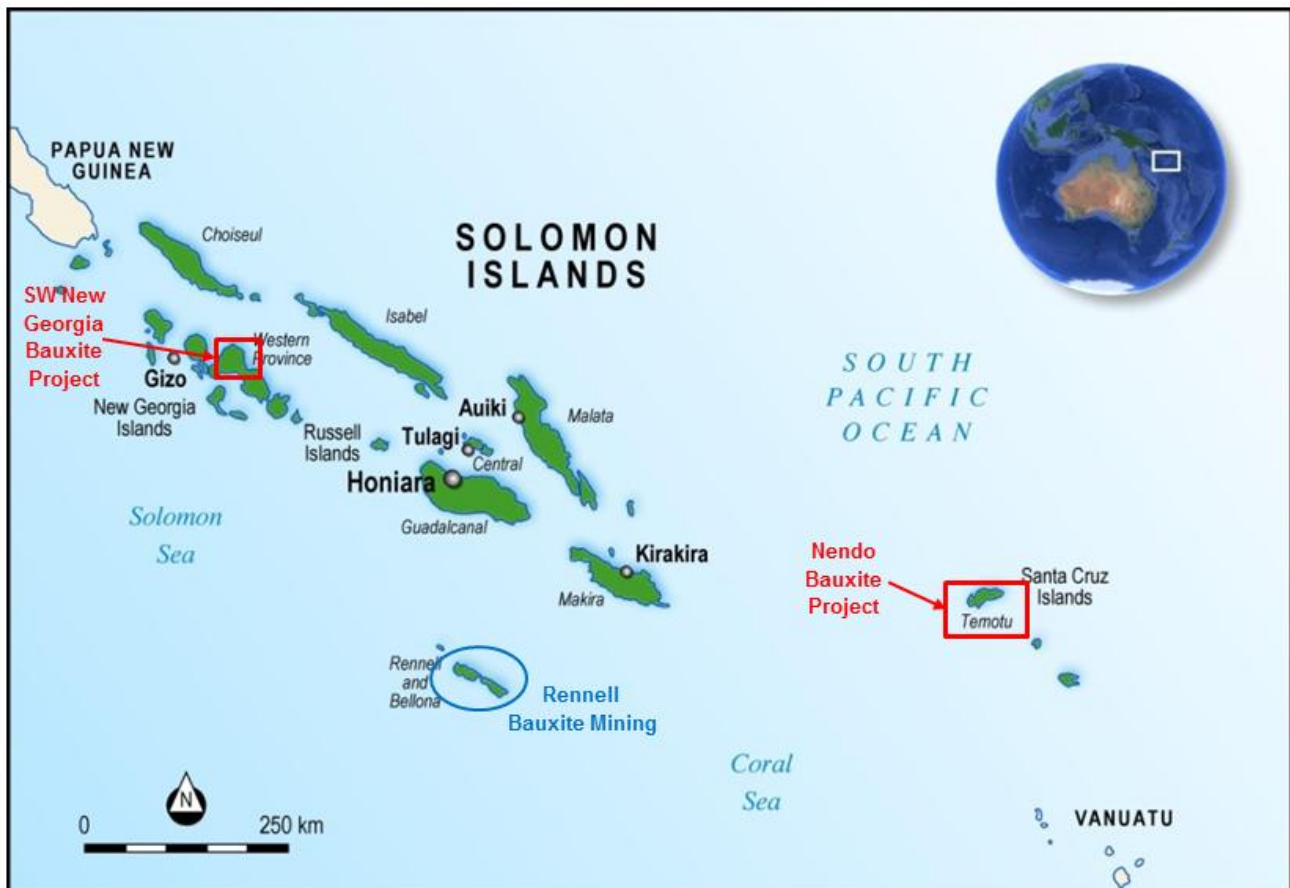 PAPUA NEW
GUINEA
Choiseul
SOLOMON
ISLANDS
SW New
Georgia
Bauxite
Project
Western
Province
Isabel
Gizo
New Georgia
Islands
Russell
Islands
Auiki
Malata
Tulagi
Central
Honiara
Guadalcanal
SOUTH
PACIFIC
OCEAN
Solomon
Sea
Kirakira
Makira
Nendo
Bauxite
Project
Santa Cruz
Islands
Temotu
Rennell
and
Bellona
Rennell
Bauxite Mining
Coral
Sea
N
0 250 km
VANUATU